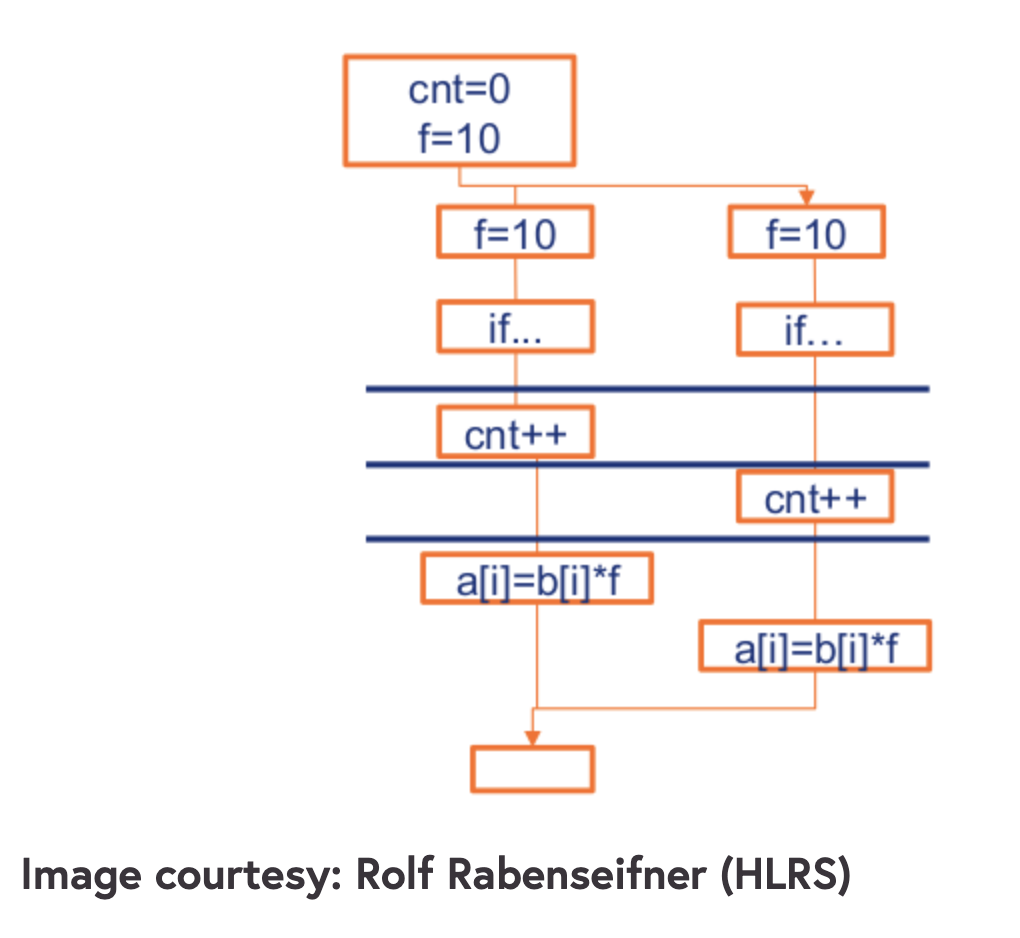 cnt=0
f=10
f=10
f=10
if...
if...
cnt++
cnt++
a[i]=b[i]*f
a[i]=b[i]*f
Image courtesy: Rolf Rabenseifner (HLRS)